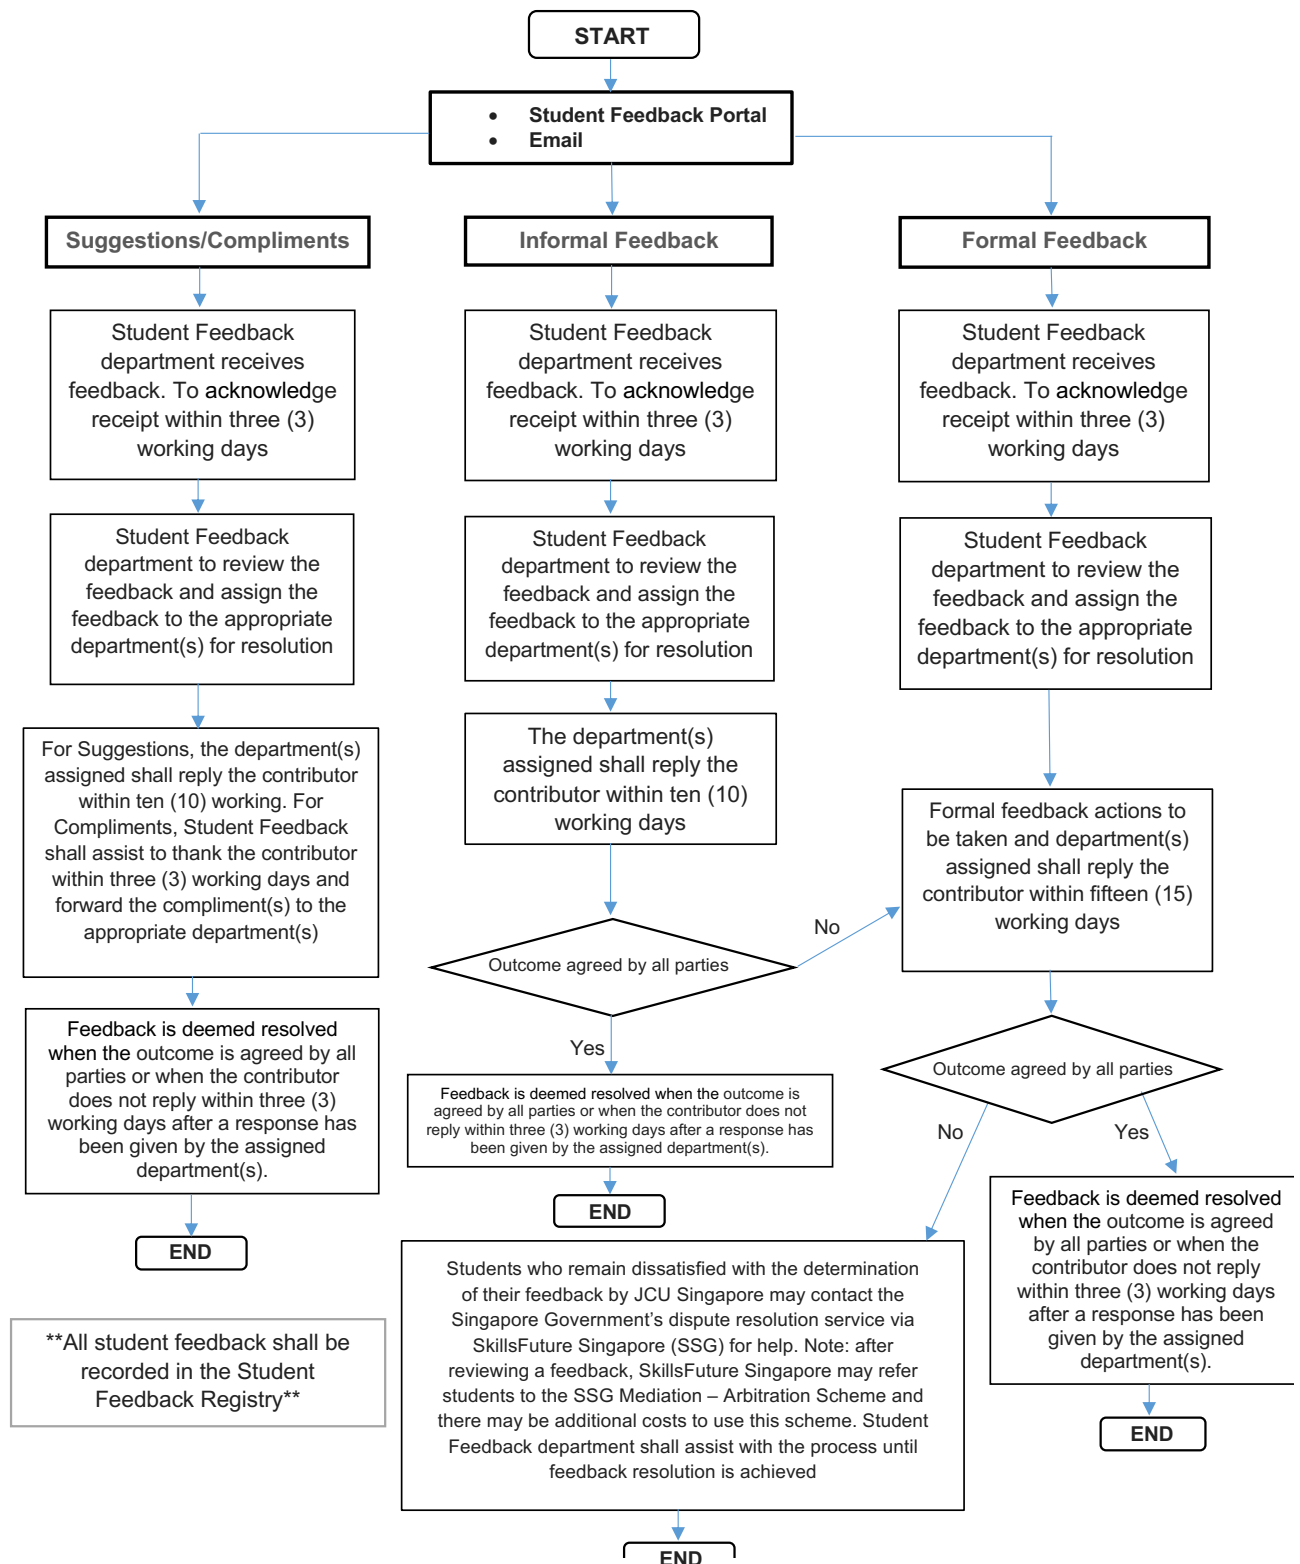 START
• Student Feedback Portal
• Email
Suggestions/Compliments
Informal Feedback
Formal Feedback
Student Feedback
department receives
feedback. To acknowledge
receipt within three (3)
working days
Student Feedback
department receives
feedback. To acknowledge
receipt within three (3)
working days
Student Feedback
department receives
feedback. To acknowledge
receipt within three (3)
working days
Student Feedback
department to review the
feedback and assign the
feedback to the appropriate
department(s) for resolution
Student Feedback
department to review the
feedback and assign the
feedback to the appropriate
department(s) for resolution
Student Feedback
department to review the
feedback and assign the
feedback to the appropriate
department(s) for resolution
For Suggestions, the department(s)
assigned shall reply the contributor
within ten (10) working. For
Compliments, Student Feedback
shall assist to thank the contributor
within three (3) working days and
forward the compliment(s) to the
appropriate department(s)
The department(s)
assigned shall reply the
contributor within ten (10)
working days
Formal feedback actions to
be taken and department(s)
assigned shall reply the
contributor within fifteen (15)
working days
No
Outcome agreed by all parties
Yes
Feedback is deemed resolved
when the outcome is agreed by all
parties or when the contributor
does not reply within three (3)
working days after a response has
been given by the assigned
department(s).
END
Feedback is deemed resolved when the outcome is
agreed by all parties or when the contributor does not
reply within three (3) working days after a response has
been given by the assigned department(s).
END
Outcome agreed by all parties
No
Yes
Feedback is deemed resolved
when the outcome is agreed
by all parties or when the
contributor does not reply
within three (3) working days
after a response has been
given by the assigned
department(s).
END
Students who remain dissatisfied with the determination
of their feedback by JCU Singapore may contact the
Singapore Government’s dispute resolution service via
SkillsFuture Singapore (SSG) for help. Note: after
reviewing a feedback, SkillsFuture Singapore may refer
students to the SSG Mediation – Arbitration Scheme and
there may be additional costs to use this scheme. Student
Feedback department shall assist with the process until
feedback resolution is achieved
END
**All student feedback shall be
recorded in the Student
Feedback Registry**